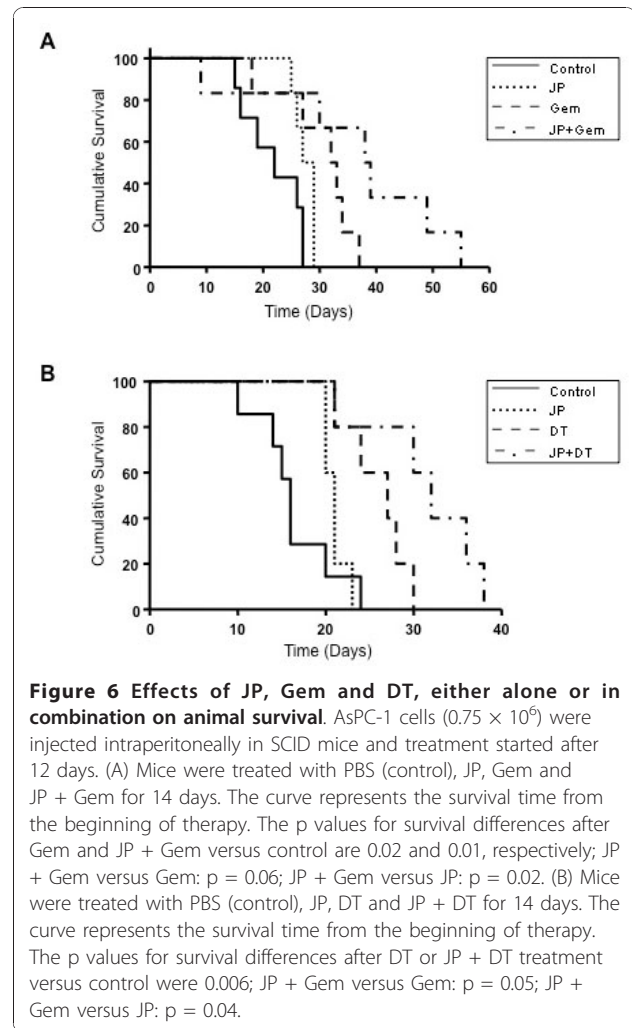 A
100
80
60
40
20
0
Cumulative Survival
0 10 20 30 40 50 60
Time (Days)
Control
JP
Gem
JP+Gem
B
100
80
60
40
20
0
Cumulative Survival
0 10 20 30 40
Time (Days)
Control
JP
DT
JP+DT
Figure 6 Effects of JP, Gem and DT, either alone or in
combination on animal survival. AsPC-1 cells (0.75 × 10⁶) were
injected intraperitoneally in SCID mice and treatment started after
12 days. (A) Mice were treated with PBS (control), JP, Gem and
JP + Gem for 14 days. The curve represents the survival time from
the beginning of therapy. The p values for survival differences after
Gem and JP + Gem versus control are 0.02 and 0.01, respectively; JP
+ Gem versus Gem: p = 0.06; JP + Gem versus JP: p = 0.02. (B) Mice
were treated with PBS (control), JP, DT and JP + DT for 14 days. The
curve represents the survival time from the beginning of therapy.
The p values for survival differences after DT or JP + DT treatment
versus control were 0.006; JP + Gem versus Gem: p = 0.05; JP +
Gem versus JP: p = 0.04.